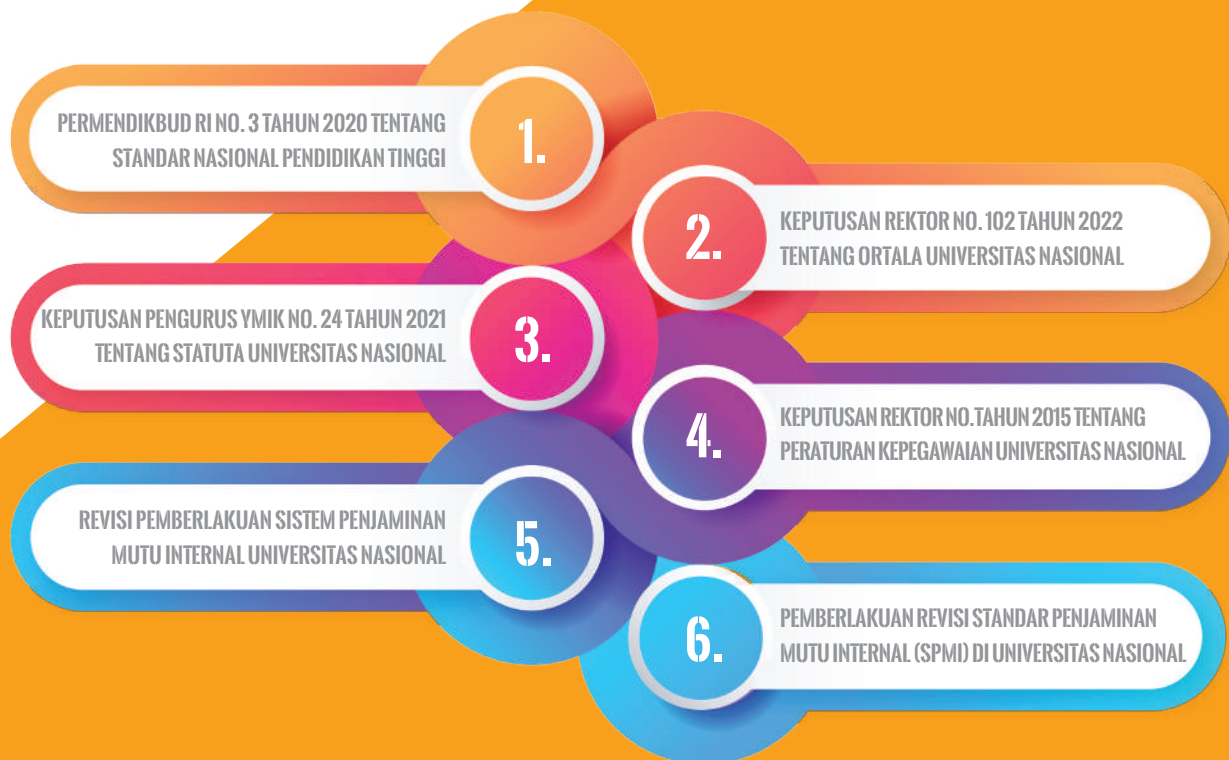 1.
PERMENDIKBUD RI NO. 3 TAHUN 2020 TENTANG
STANDAR NASIONAL PENDIDIKAN TINGGI
2.
KEPUTUSAN REKTOR NO. 102 TAHUN 2022
TENTANG ORTALA UNIVERSITAS NASIONAL
3.
KEPUTUSAN PENGURUS YMIK NO. 24 TAHUN 2021
TENTANG STATUTA UNIVERSITAS NASIONAL
4.
KEPUTUSAN REKTOR NO.TAHUN 2015 TENTANG
PERATURAN KEPEGAWAIAN UNIVERSITAS NASIONAL
5.
REVISI PEMBERLAKUAN SISTEM PENJAMINAN
MUTU INTERNAL UNIVERSITAS NASIONAL
6.
PEMBERLAKUAN REVISI STANDAR PENJAMINAN
MUTU INTERNAL (SPMI) DI UNIVERSITAS NASIONAL